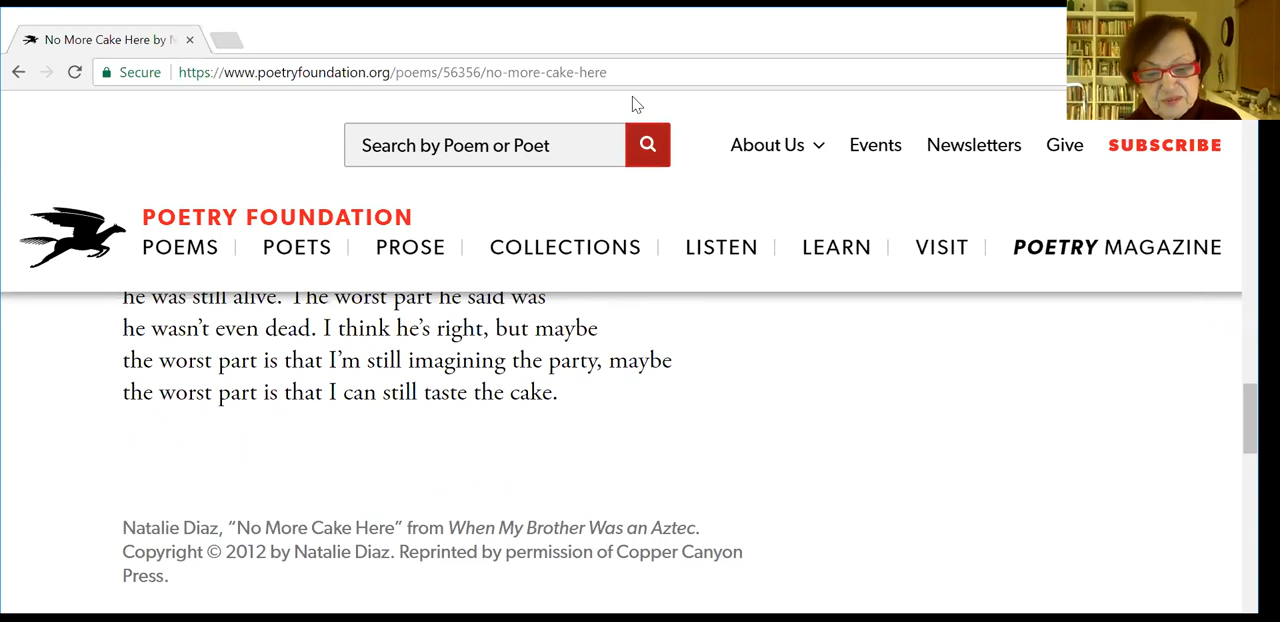 No More Cake Here by N
Secure
https://www.poetryfoundation.org/poems/56356/no-more-cake-here
Search by Poem or Poet
About Us
Events
Newsletters
Give
SUBSCRIBE
POETRY FOUNDATION
POEMS
POETS
PROSE
COLLECTIONS
LISTEN
LEARN
VISIT
POETRY MAGAZINE
he was still alive. The worst part he said was
he wasn't even dead. I think he's right, but maybe
the worst part is that I'm still imagining the party, maybe
the worst part is that I can still taste the cake.
Natalie Diaz, “No More Cake Here” from When My Brother Was an Aztec.
Copyright © 2012 by Natalie Diaz. Reprinted by permission of Copper Canyon
Press.